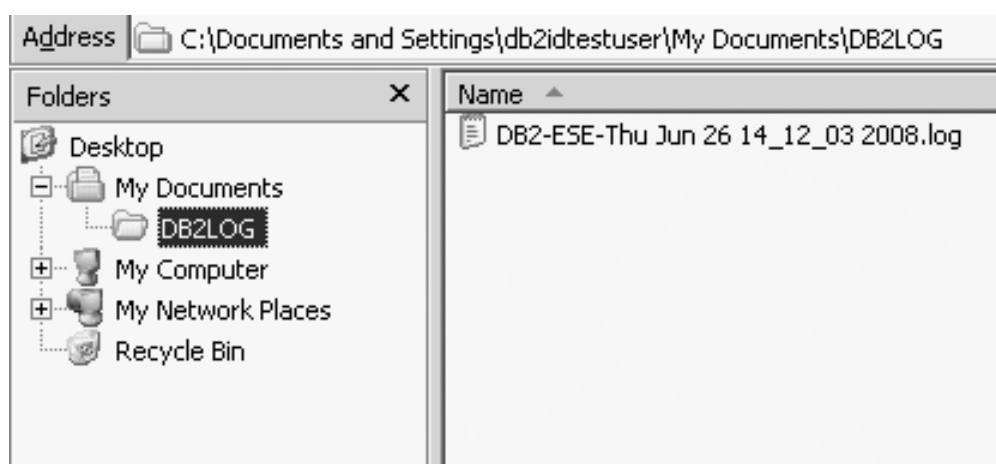 Address C:\Documents and Settings\db2idtestuser\My Documents\DB2LOG
Folders
Desktop
My Documents
DB2LOG
My Computer
My Network Places
Recycle Bin
Name
DB2-ESE-Thu Jun 26 14_12_03 2008.log